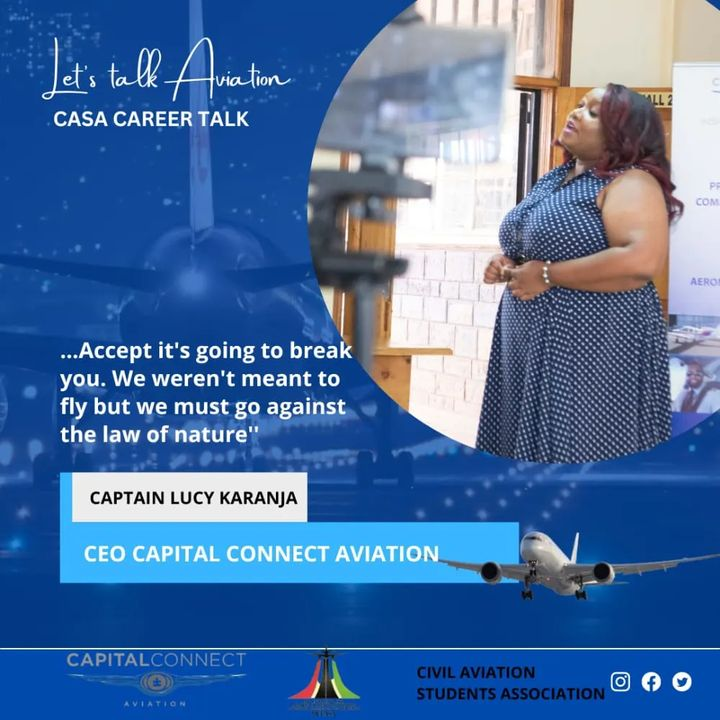 Let's talk Aviation
CASA CAREER TALK
ALL 2
...Accept it's going to break
you. We weren't meant to
fly but we must go against
the law of nature''
CAPTAIN LUCY KARANJA
CEO CAPITAL CONNECT AVIATION
CAPITALCONNECT
AVIATION
CIVIL AVIATION
STUDENTS ASSOCIATION